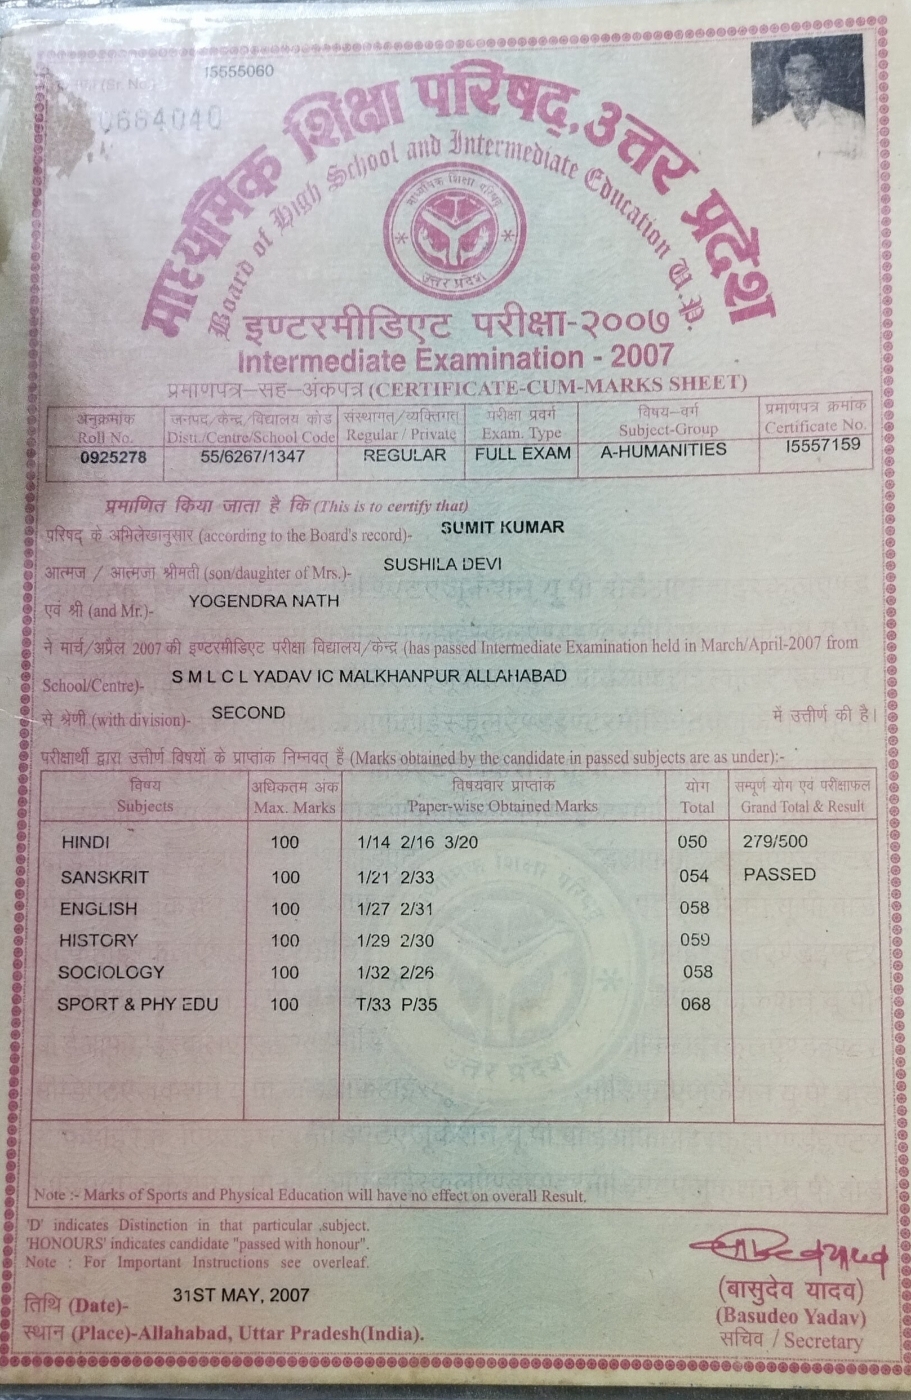 क्रम (Sr. No.) 15555060
0664040
माध्यमिक शिक्षा परिषद्, उत्तर प्रदेश
Board of High School and Intermediate Education U.P.
माध्यमिक शिक्षा परिषद्
उत्तर प्रदेश
इण्टरमीडिएट परीक्षा-२००७
Intermediate Examination - 2007
प्रमाणपत्र–सह–अंकपत्र (CERTIFICATE-CUM-MARKS SHEET)
अनुक्रमांक जनपद/केन्द्र/विद्यालय कोड संस्थागत/व्यक्तिगत परीक्षा प्रवर्ग विषय–वर्ग प्रमाणपत्र क्रमांक
Roll No. Distt./Centre/School Code Regular / Private Exam. Type Subject-Group Certificate No.
0925278 55/6267/1347 REGULAR FULL EXAM A-HUMANITIES I5557159
प्रमाणित किया जाता है कि (This is to certify that)
परिषद् के अभिलेखानुसार (according to the Board's record)- SUMIT KUMAR
आत्मज / आत्मजा श्रीमती (son/daughter of Mrs.)- SUSHILA DEVI
एवं श्री (and Mr.)- YOGENDRA NATH
ने मार्च/अप्रैल 2007 की इण्टरमीडिएट परीक्षा विद्यालय/केन्द्र (has passed Intermediate Examination held in March/April-2007 from
School/Centre)- S M L C L YADAV IC MALKHANPUR ALLAHABAD
से श्रेणी (with division)- SECOND में उत्तीर्ण की है।
परीक्षार्थी द्वारा उत्तीर्ण विषयों के प्राप्तांक निम्नवत् हैं (Marks obtained by the candidate in passed subjects are as under):-
विषय अधिकतम अंक विषयवार प्राप्तांक योग सम्पूर्ण योग एवं परीक्षाफल
Subjects Max. Marks Paper-wise Obtained Marks Total Grand Total & Result
HINDI 100 1/14 2/16 3/20 050 279/500
SANSKRIT 100 1/21 2/33 054 PASSED
ENGLISH 100 1/27 2/31 058
HISTORY 100 1/29 2/30 059
SOCIOLOGY 100 1/32 2/26 058
SPORT & PHY EDU 100 T/33 P/35 068
Note :- Marks of Sports and Physical Education will have no effect on overall Result.
'D' indicates Distinction in that particular subject.
'HONOURS' indicates candidate "passed with honour".
Note : For Important Instructions see overleaf.
तिथि (Date)- 31ST MAY, 2007
स्थान (Place)-Allahabad, Uttar Pradesh(India).
(बासुदेव यादव)
(Basudeo Yadav)
सचिव / Secretary